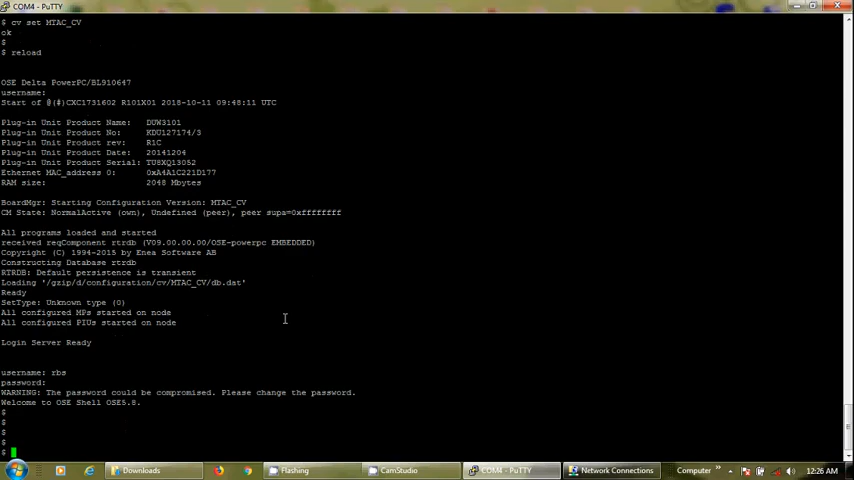 COM4 - PuTTY
$ cv set MTAC_CV
ok
$
$ reload
OSE Delta PowerPC/BL910647
username:
Start of @(#)CXC1731602 R101X01 2018-10-11 09:48:11 UTC
Plug-in Unit Product Name: DUW3101
Plug-in Unit Product No: KDU127174/3
Plug-in Unit Product rev: R1C
Plug-in Unit Product Date: 20141204
Plug-in Unit Product Serial: TU8XQ13052
Ethernet MAC_address 0: 0xA4A1C221D177
RAM size: 2048 Mbytes
BoardMgr: Starting Configuration Version: MTAC_CV
CM State: NormalActive (own), Undefined (peer), peer supa=0xffffffff
All programs loaded and started
received reqComponent rtrdb (V09.00.00.00/OSE-powerpc EMBEDDED)
Copyright (C) 1994-2015 by Enea Software AB
Constructing Database rtrdb
RTRDB: Default persistence is transient
Loading '/gzip/d/configuration/cv/MTAC_CV/db.dat'
Ready
SetType: Unknown type (0)
All configured MPs started on node
All configured PIUs started on node
Login Server Ready
username: rbs
password:
WARNING: The password could be compromised. Please change the password.
Welcome to OSE Shell OSE5.8.
$
$
$
$
$
Downloads
Flashing
CamStudio
COM4 - PuTTY
Network Connections
Computer »
12:26 AM